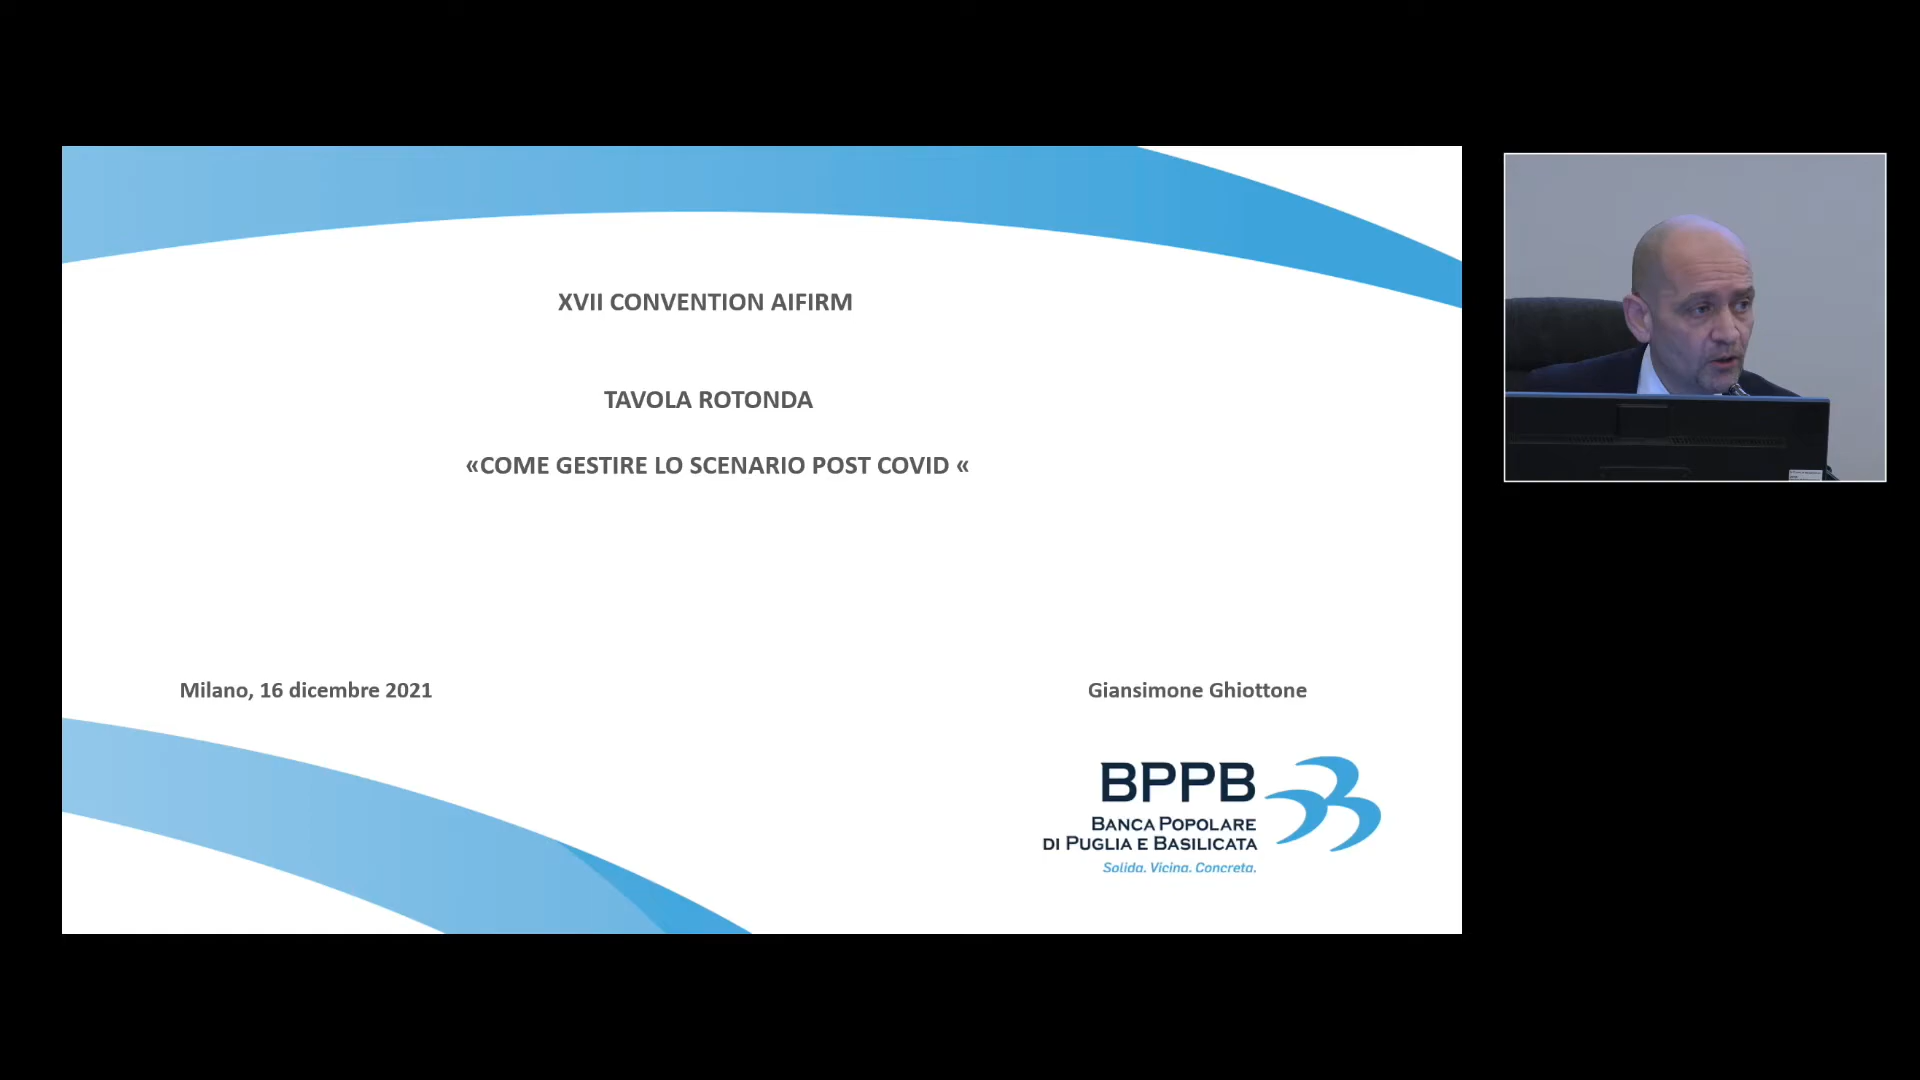 XVII CONVENTION AIFIRM
TAVOLA ROTONDA
«COME GESTIRE LO SCENARIO POST COVID «
Milano, 16 dicembre 2021
Giansimone Ghiottone
BPPB
BANCA POPOLARE
DI PUGLIA E BASILICATA
Solida. Vicina. Concreta.